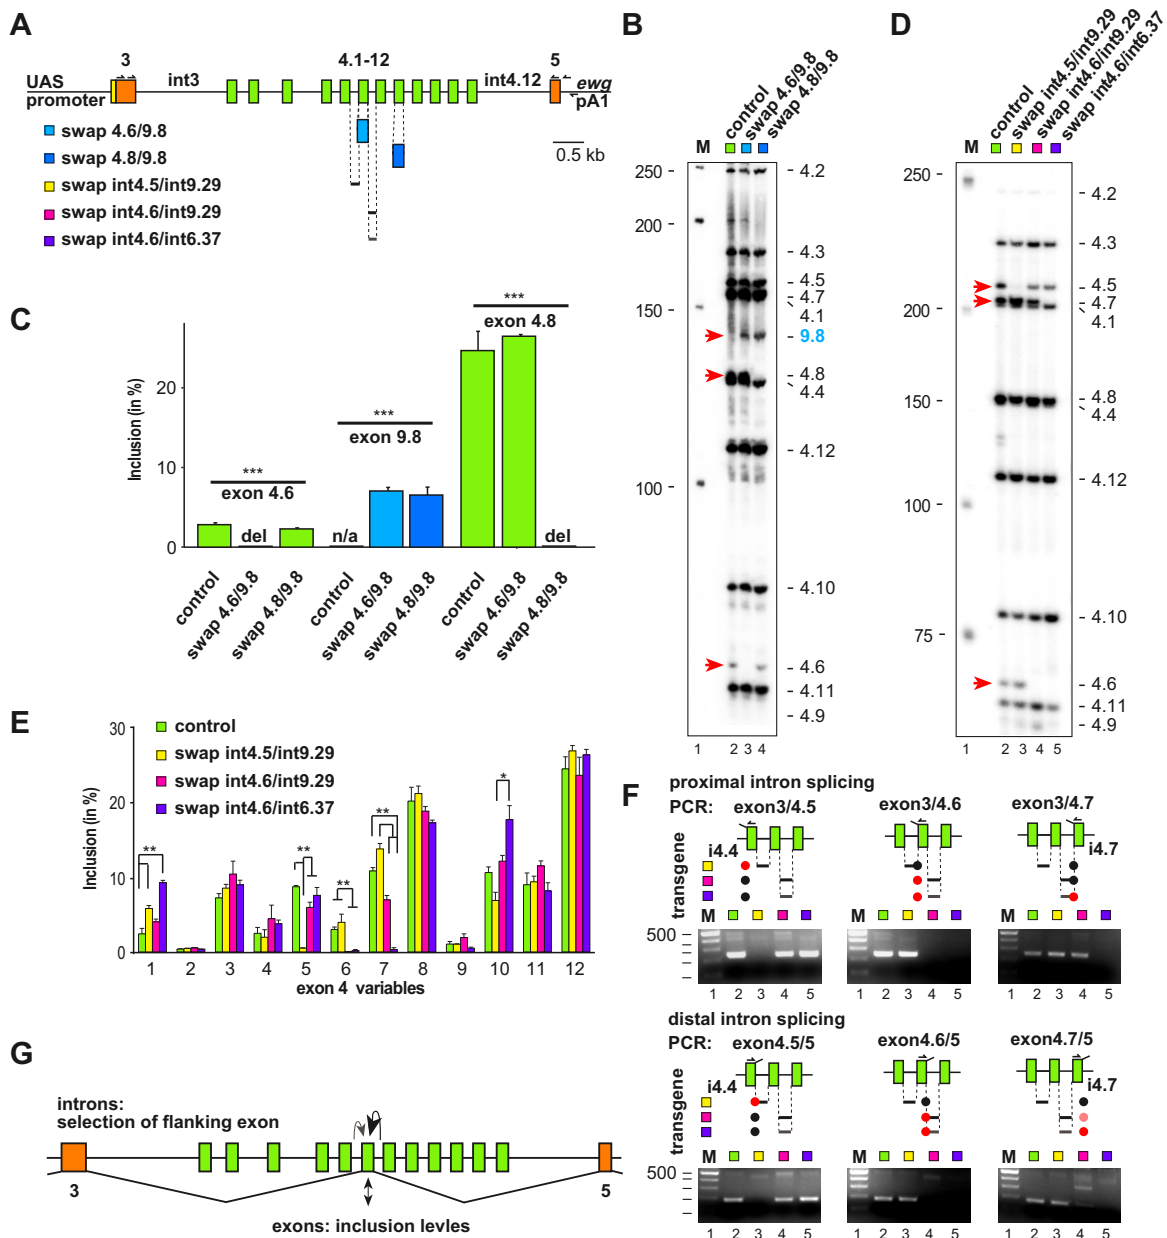 A
3
4.1-12
5
UAS
promoter
int3
int4.12
ewg
pA1
swap 4.6/9.8
swap 4.8/9.8
swap int4.5/int9.29
swap int4.6/int9.29
swap int4.6/int6.37
0.5 kb
B
control
swap 4.6/9.8
swap 4.8/9.8
M
250
200
150
100
4.2
4.3
4.5
4.7
4.1
9.8
4.8
4.4
4.12
4.10
4.6
4.11
4.9
1 2 3 4
D
control
swap int4.5/int9.29
swap int4.6/int9.29
swap int4.6/int6.37
M
250
200
150
100
75
4.2
4.3
4.5
4.7
4.1
4.8
4.4
4.12
4.10
4.6
4.11
4.9
1 2 3 4 5
C
Inclusion (in %)
20
10
0
***
exon 4.6
***
exon 9.8
***
exon 4.8
del
n/a
del
control
swap 4.6/9.8
swap 4.8/9.8
control
swap 4.6/9.8
swap 4.8/9.8
control
swap 4.6/9.8
swap 4.8/9.8
E
control
swap int4.5/int9.29
swap int4.6/int9.29
swap int4.6/int6.37
Inclusion (in %)
30
20
10
0
** ** ** ** *
1 2 3 4 5 6 7 8 9 10 11 12
exon 4 variables
F
proximal intron splicing
PCR: exon3/4.5 exon3/4.6 exon3/4.7
i4.4 i4.7
transgene
M M M
500
1 2 3 4 5 1 2 3 4 5 1 2 3 4 5
distal intron splicing
PCR: exon4.5/5 exon4.6/5 exon4.7/5
i4.4 i4.7
transgene
M M M
500
1 2 3 4 5 1 2 3 4 5 1 2 3 4 5
G
introns:
selection of flanking exon
3
5
exons: inclusion levles